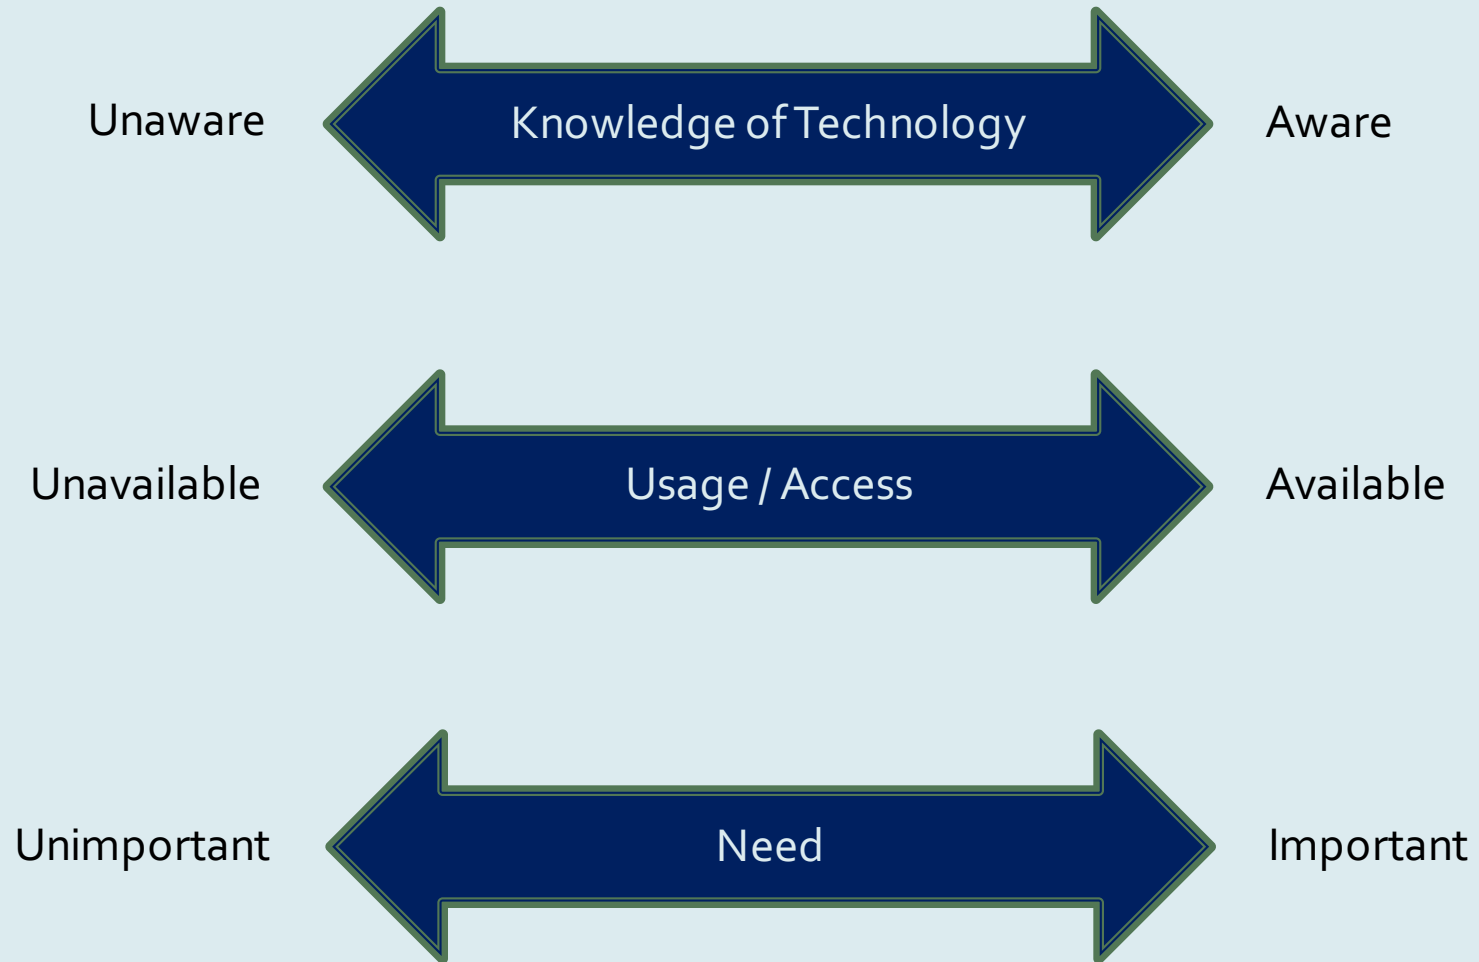 Unaware
Knowledge of Technology
Aware
Unavailable
Usage / Access
Available
Unimportant
Need
Important